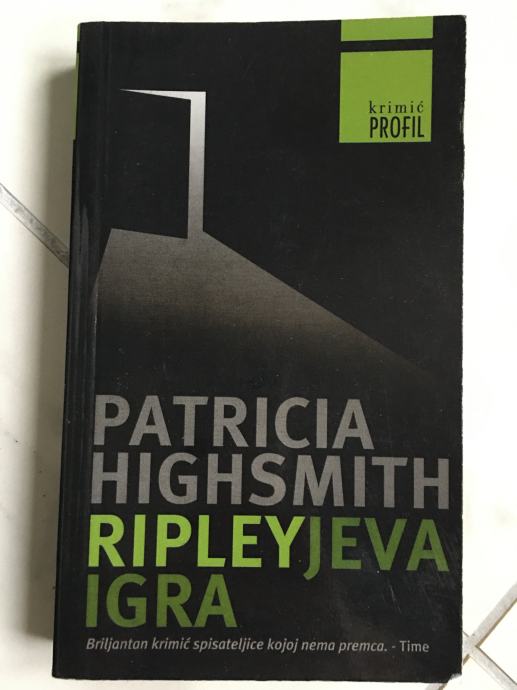 krimić
PROFIL
PATRICIA
HIGHSMITH
RIPLEYJEVA
IGRA
Briljantan krimić spisateljice kojoj nema premca. - Time